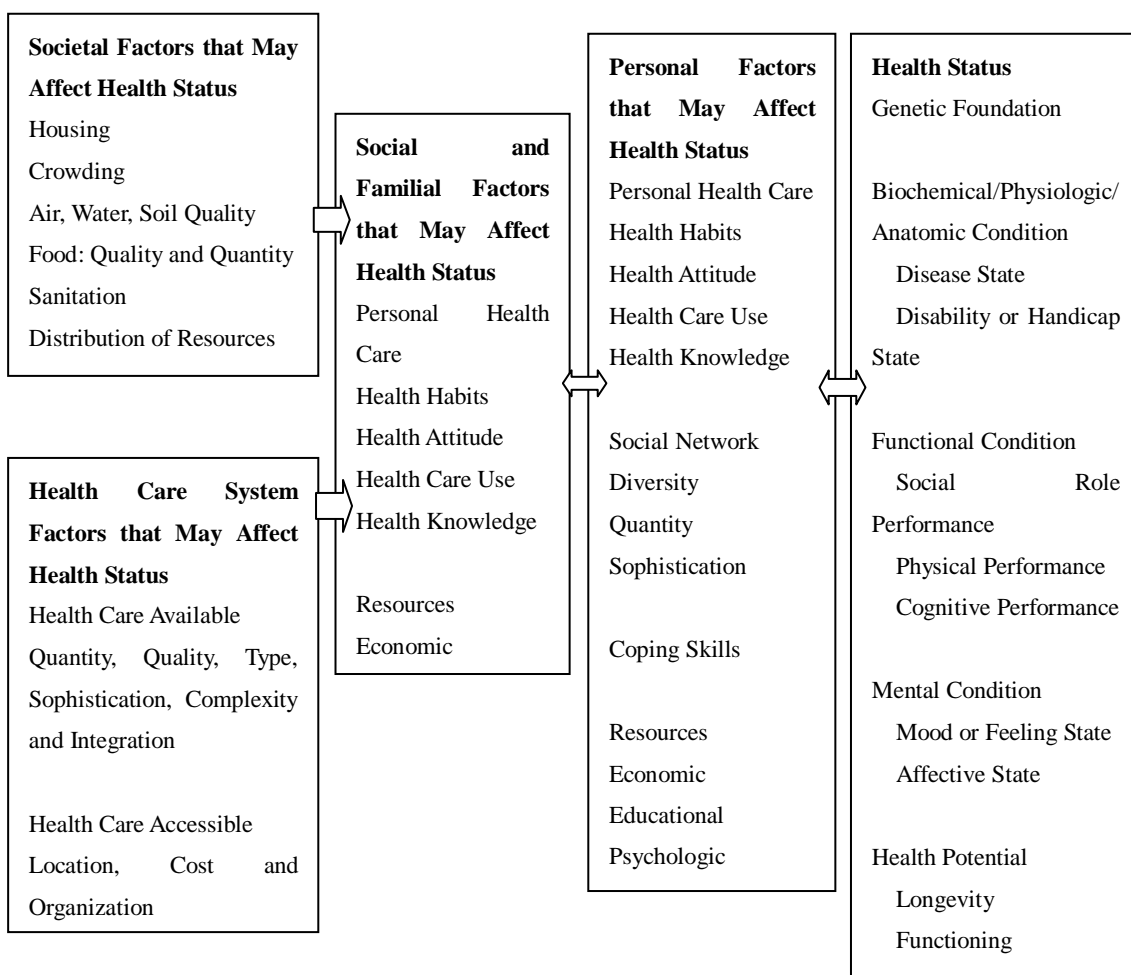 Societal Factors that May
Affect Health Status
Housing
Crowding
Air, Water, Soil Quality
Food: Quality and Quantity
Sanitation
Distribution of Resources
Health Care System
Factors that May Affect
Health Status
Health Care Available
Quantity, Quality, Type,
Sophistication, Complexity
and Integration
Health Care Accessible
Location, Cost and
Organization
Social and
Familial Factors
that May Affect
Health Status
Personal Health
Care
Health Habits
Health Attitude
Health Care Use
Health Knowledge
Resources
Economic
Personal Factors
that May Affect
Health Status
Personal Health Care
Health Habits
Health Attitude
Health Care Use
Health Knowledge
Social Network
Diversity
Quantity
Sophistication
Coping Skills
Resources
Economic
Educational
Psychologic
Health Status
Genetic Foundation
Biochemical/Physiologic/
Anatomic Condition
Disease State
Disability or Handicap
State
Functional Condition
Social Role
Performance
Physical Performance
Cognitive Performance
Mental Condition
Mood or Feeling State
Affective State
Health Potential
Longevity
Functioning